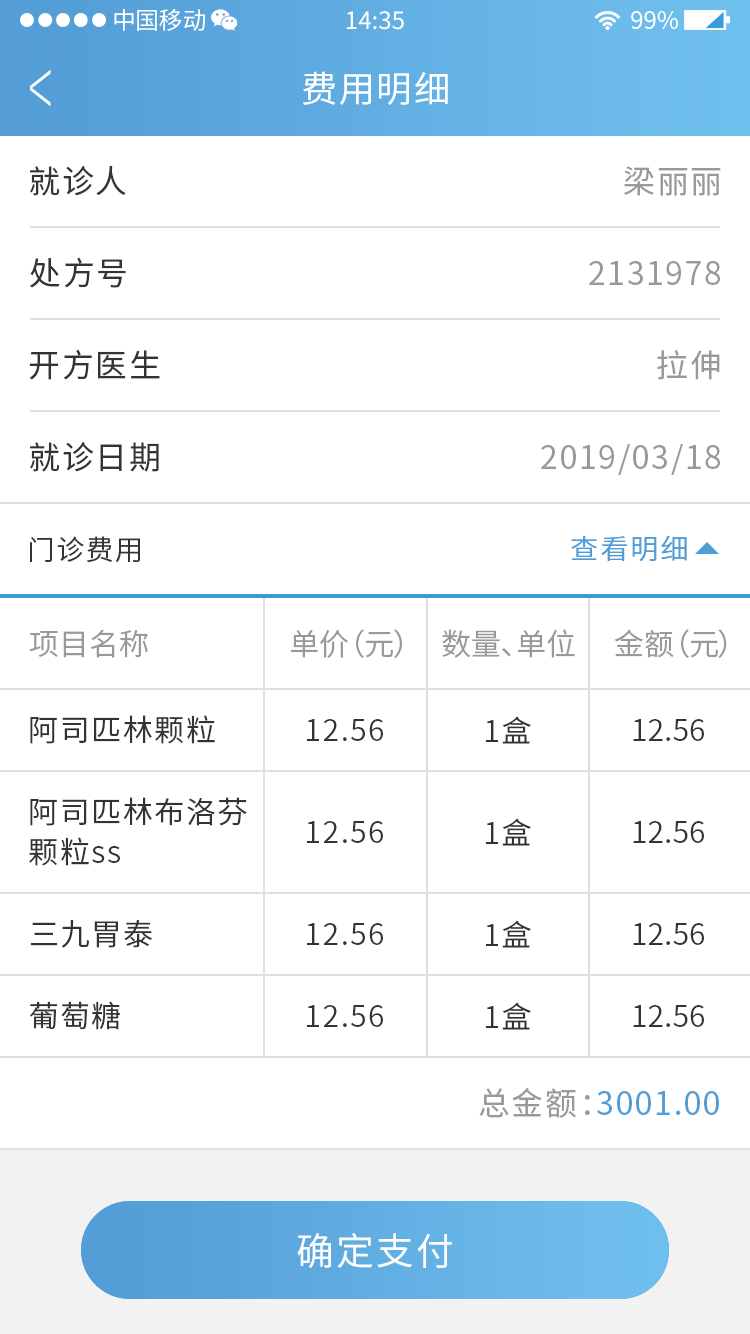 中国移动 14:35 99%
费用明细
就诊人 梁丽丽
处方号 2131978
开方医生 拉伸
就诊日期 2019/03/18
门诊费用 查看明细
项目名称 单价(元) 数量、单位 金额(元)
阿司匹林颗粒 12.56 1盒 12.56
阿司匹林布洛芬
颗粒ss 12.56 1盒 12.56
三九胃泰 12.56 1盒 12.56
葡萄糖 12.56 1盒 12.56
总金额:3001.00
确定支付